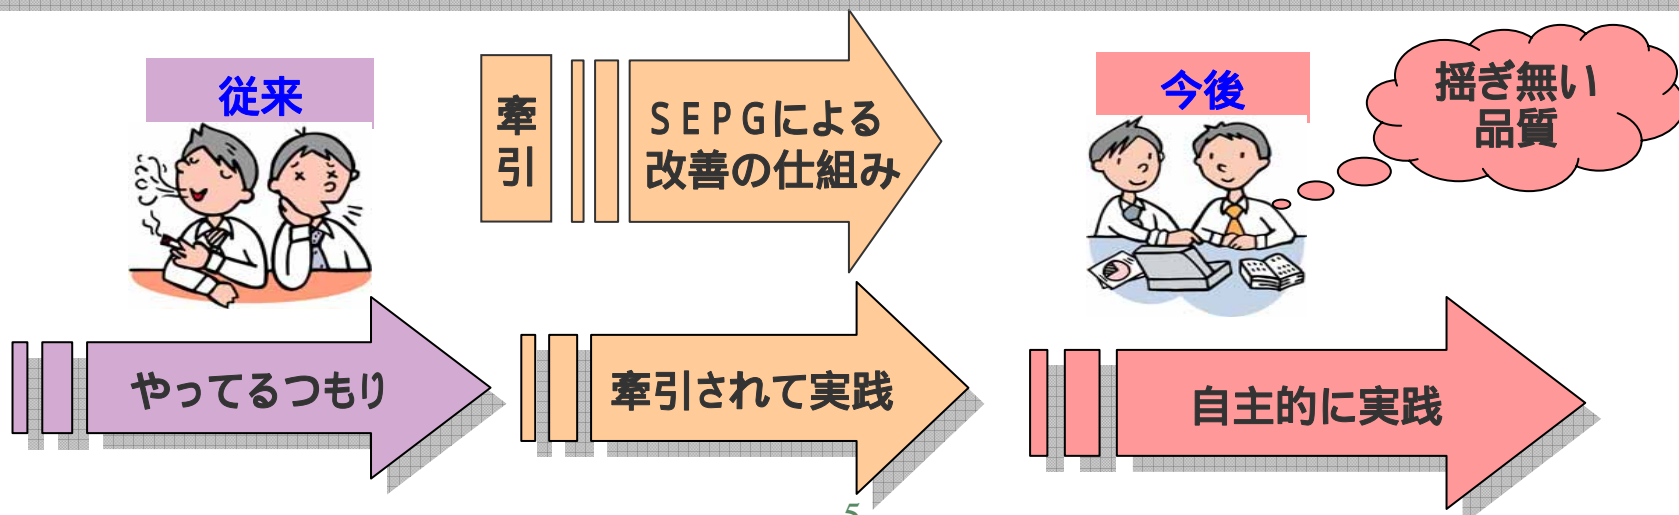 従来
牽
引
ＳＥＰＧによる
改善の仕組み
今後
揺ぎ無い
品質
やってるつもり
牽引されて実践
自主的に実践
5